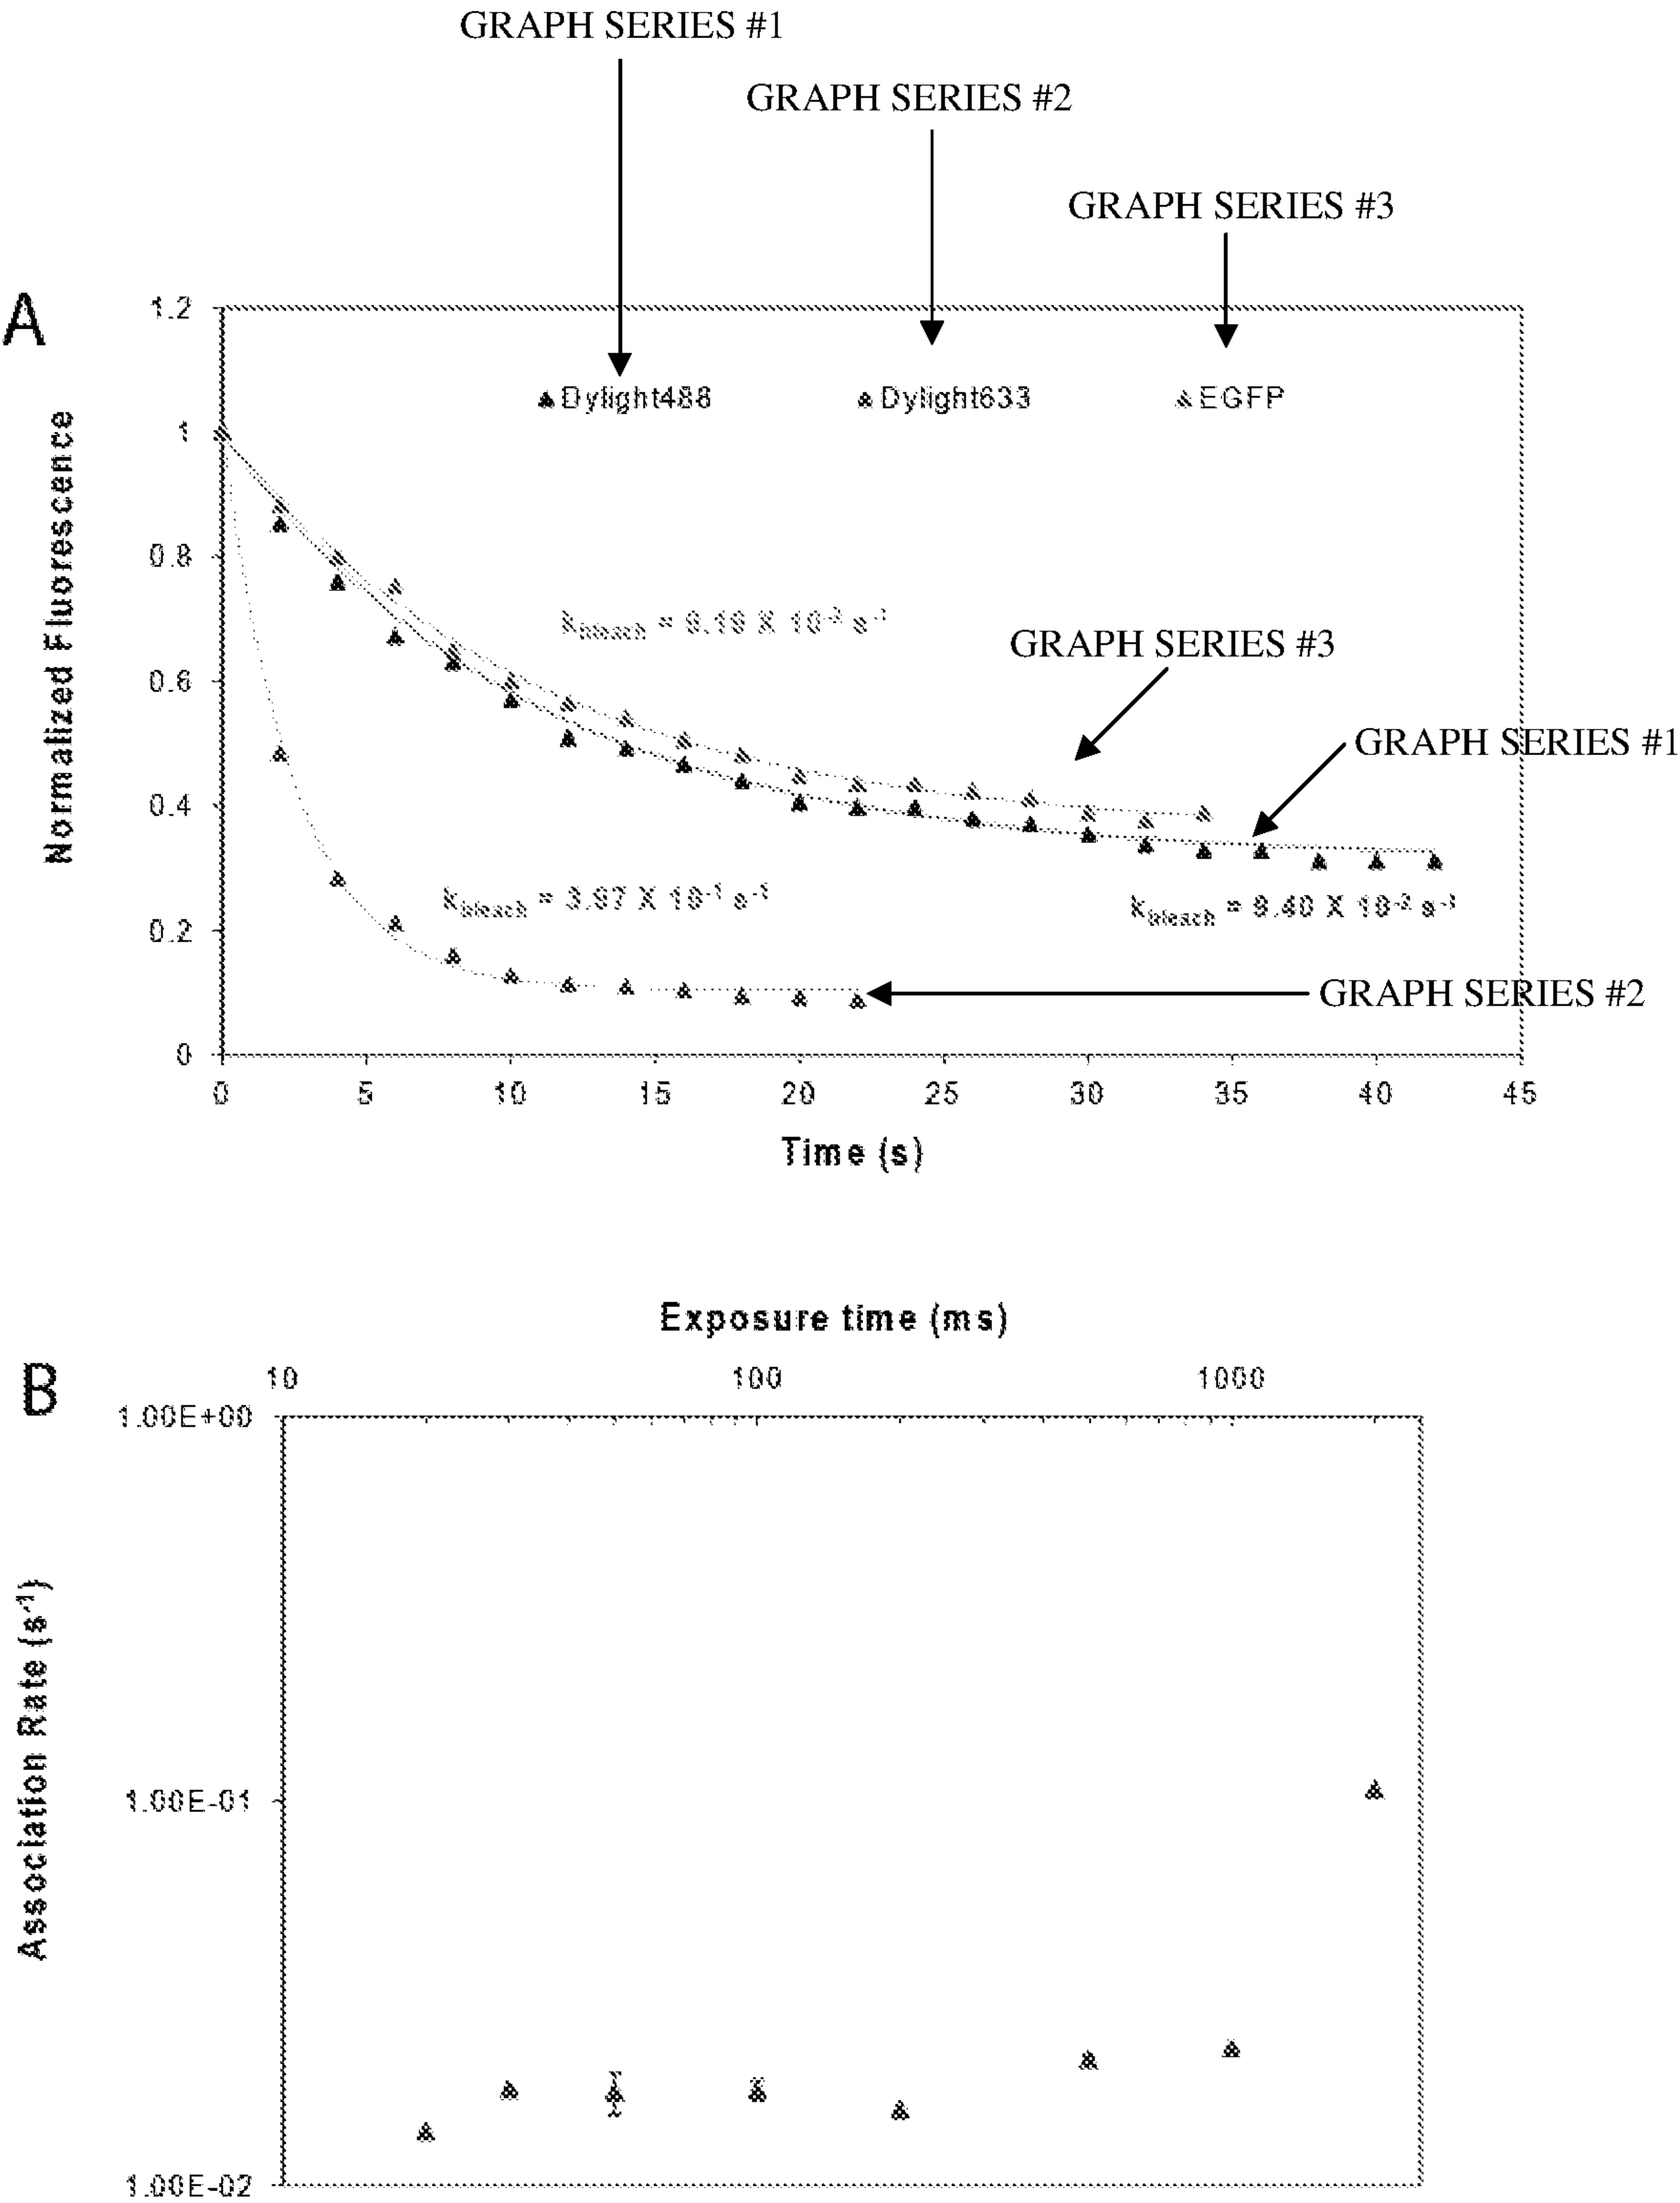 GRAPH SERIES #1
GRAPH SERIES #2
GRAPH SERIES #3
A
1.2
1
0.8
0.6
0.4
0.2
0
Normalized Fluorescence
Dylight488
Dylight633
EGFP
k_bleach =
GRAPH SERIES #3
GRAPH SERIES #1
k_bleach =
k_bleach =
GRAPH SERIES #2
0 5 10 15 20 25 30 35 40 45
Time (s)
Exposure time (ms)
B
10 100 1000
1.00E+00
1.00E-01
1.00E-02
Association Rate (s⁻¹)